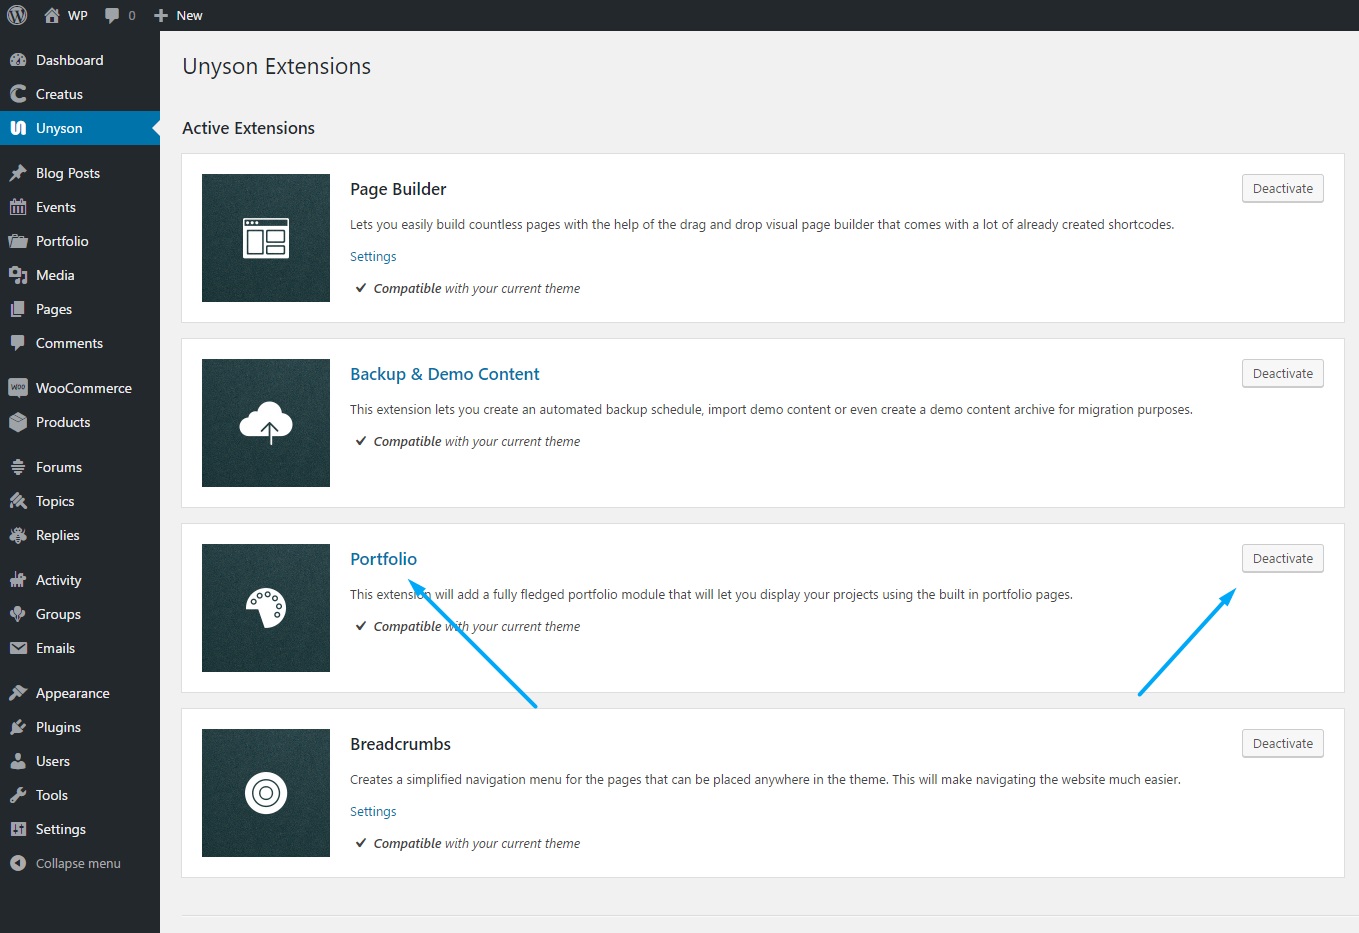 WP 0 New
Dashboard
Creatus
Unyson
Blog Posts
Events
Portfolio
Media
Pages
Comments
WOO WooCommerce
Products
Forums
Topics
Replies
Activity
Groups
Emails
Appearance
Plugins
Users
Tools
Settings
Collapse menu
Unyson Extensions
Active Extensions
Page Builder
Deactivate
Lets you easily build countless pages with the help of the drag and drop visual page builder that comes with a lot of already created shortcodes.
Settings
Compatible with your current theme
Backup & Demo Content
Deactivate
This extension lets you create an automated backup schedule, import demo content or even create a demo content archive for migration purposes.
Compatible with your current theme
Portfolio
Deactivate
This extension will add a fully fledged portfolio module that will let you display your projects using the built in portfolio pages.
Compatible with your current theme
Breadcrumbs
Deactivate
Creates a simplified navigation menu for the pages that can be placed anywhere in the theme. This will make navigating the website much easier.
Settings
Compatible with your current theme